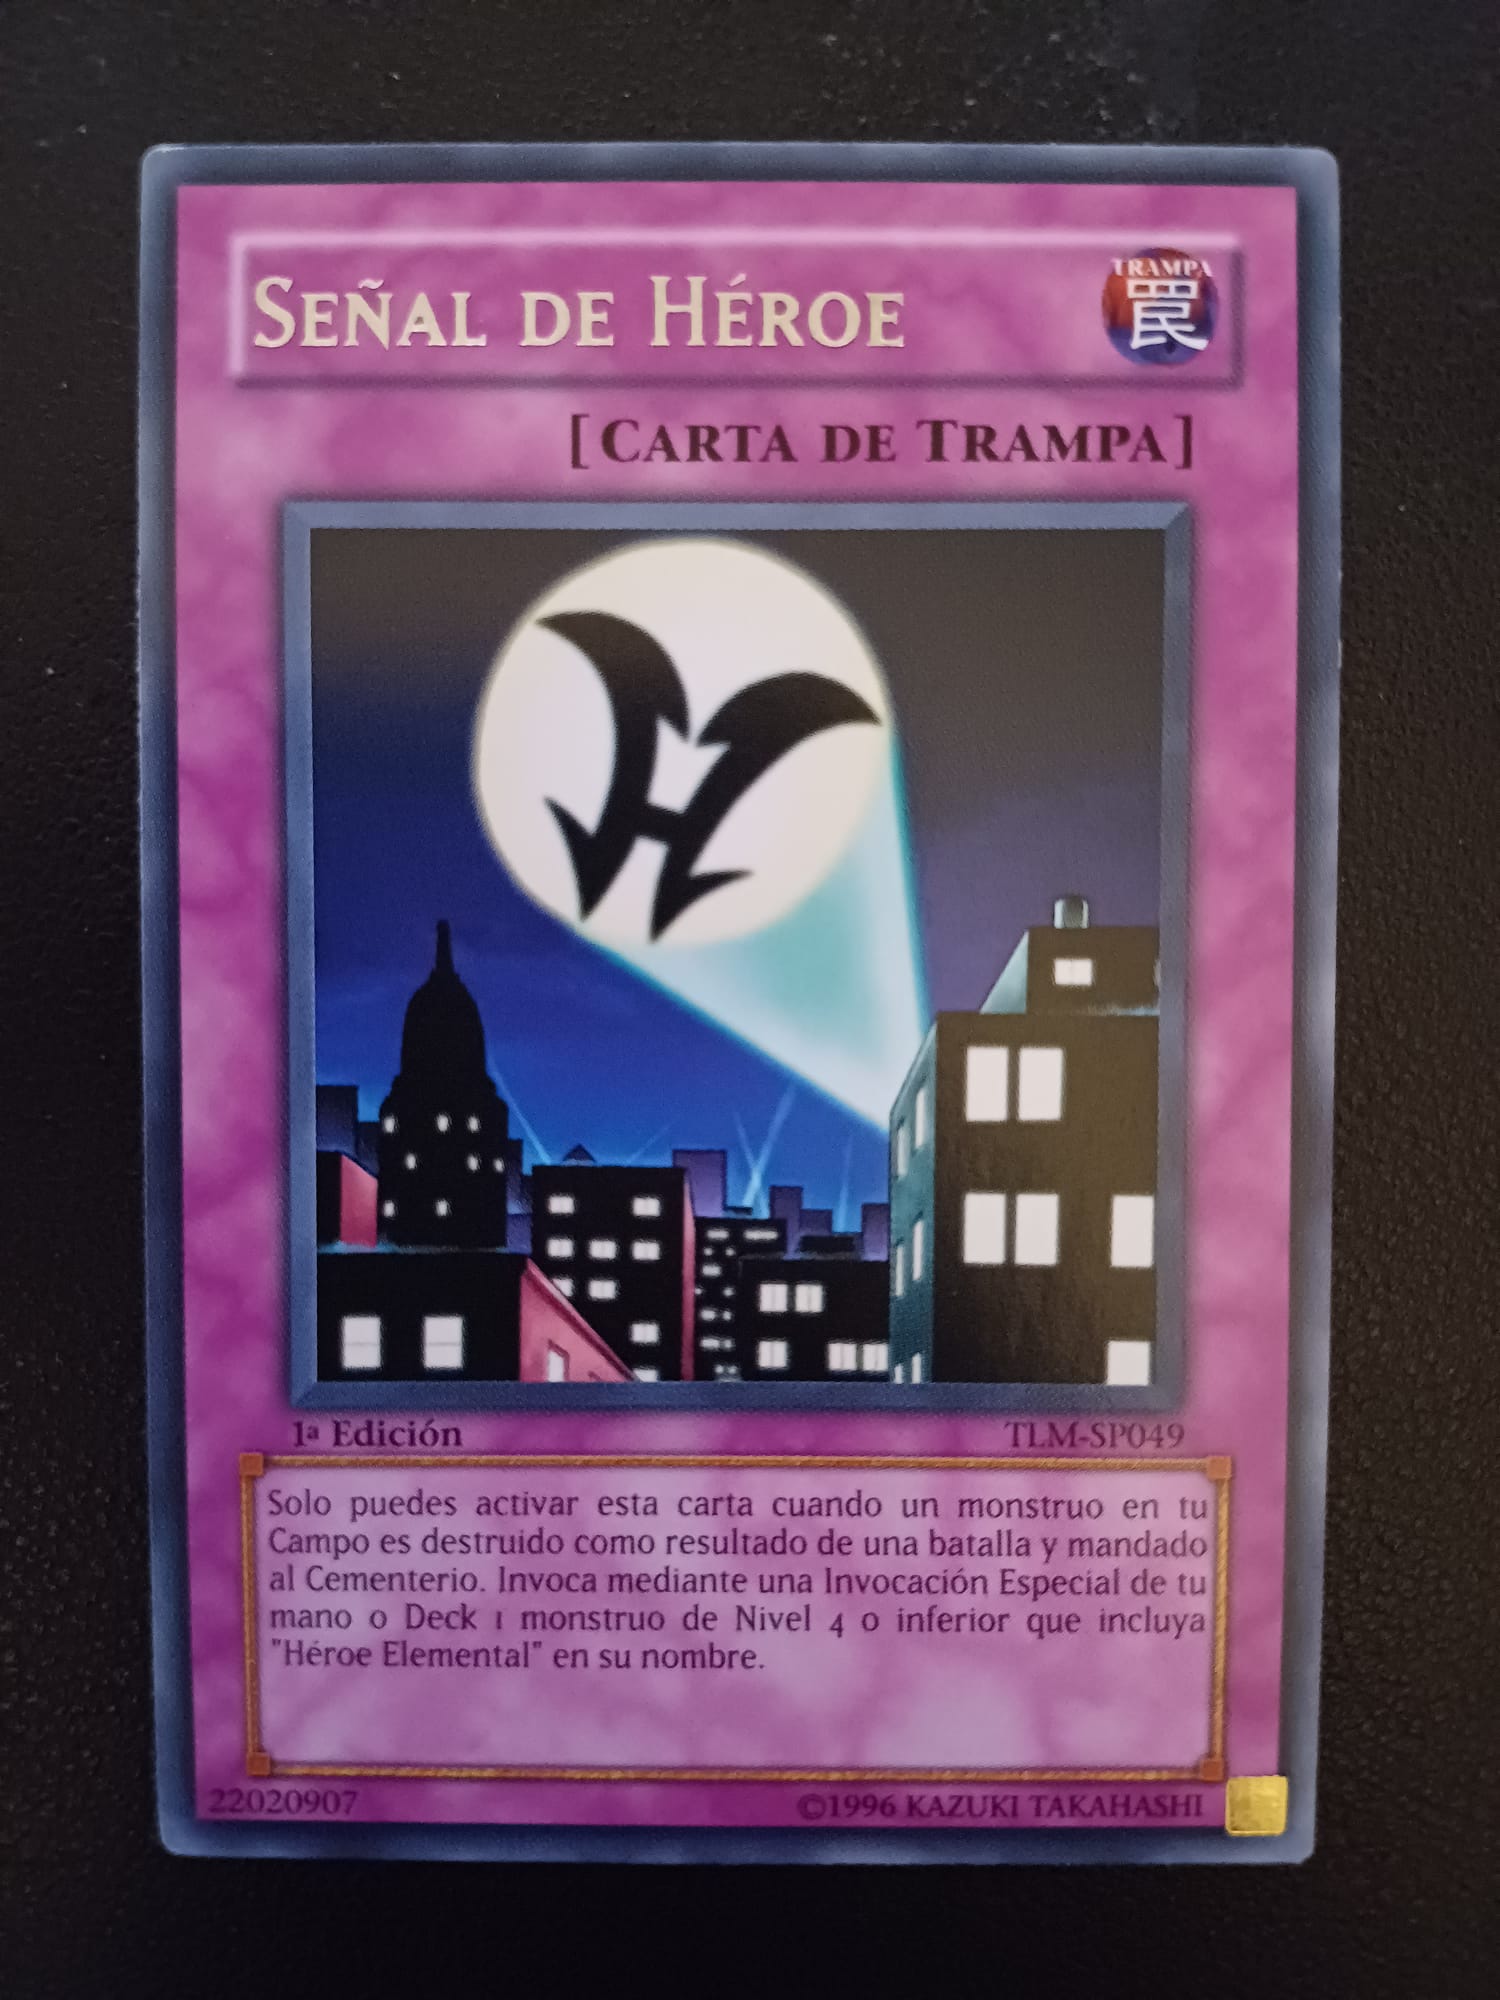 SEÑAL DE HÉROE
TRAMPA
罠
[CARTA DE TRAMPA]
1ª Edición
TLM-SP049
Solo puedes activar esta carta cuando un monstruo en tu
Campo es destruido como resultado de una batalla y mandado
al Cementerio. Invoca mediante una Invocación Especial de tu
mano o Deck 1 monstruo de Nivel 4 o inferior que incluya
"Héroe Elemental" en su nombre.
22020907
©1996 KAZUKI TAKAHASHI